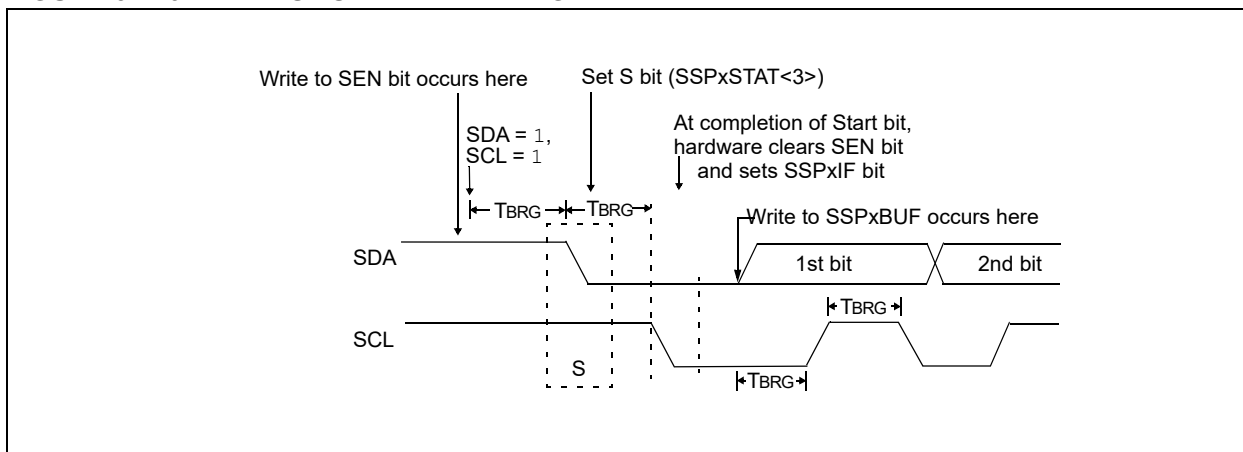 Write to SEN bit occurs here
Set S bit (SSPxSTAT<3>)
SDA = 1,
SCL = 1
At completion of Start bit,
hardware clears SEN bit
and sets SSPxIF bit
TBRG
TBRG
Write to SSPxBUF occurs here
SDA
1st bit
2nd bit
TBRG
SCL
S
TBRG